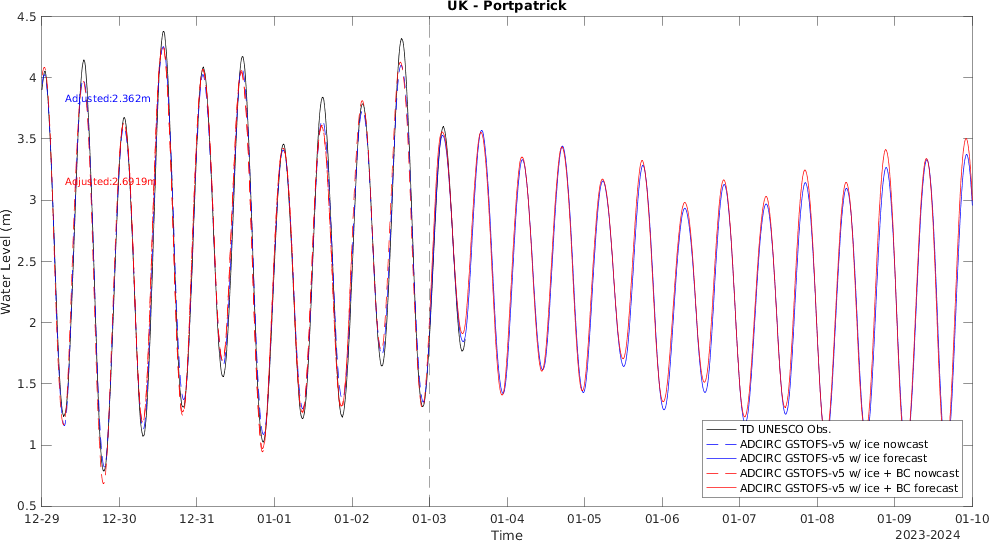 UK - Portpatrick
4.5
4
3.5
3
2.5
2
1.5
1
0.5
Water Level (m)
Adjusted:2.362m
Adjusted:2.6919m
TD UNESCO Obs.
ADCIRC GSTOFS-v5 w/ ice nowcast
ADCIRC GSTOFS-v5 w/ ice forecast
ADCIRC GSTOFS-v5 w/ ice + BC nowcast
ADCIRC GSTOFS-v5 w/ ice + BC forecast
12-29 12-30 12-31 01-01 01-02 01-03 01-04 01-05 01-06 01-07 01-08 01-09 01-10
Time
2023-2024